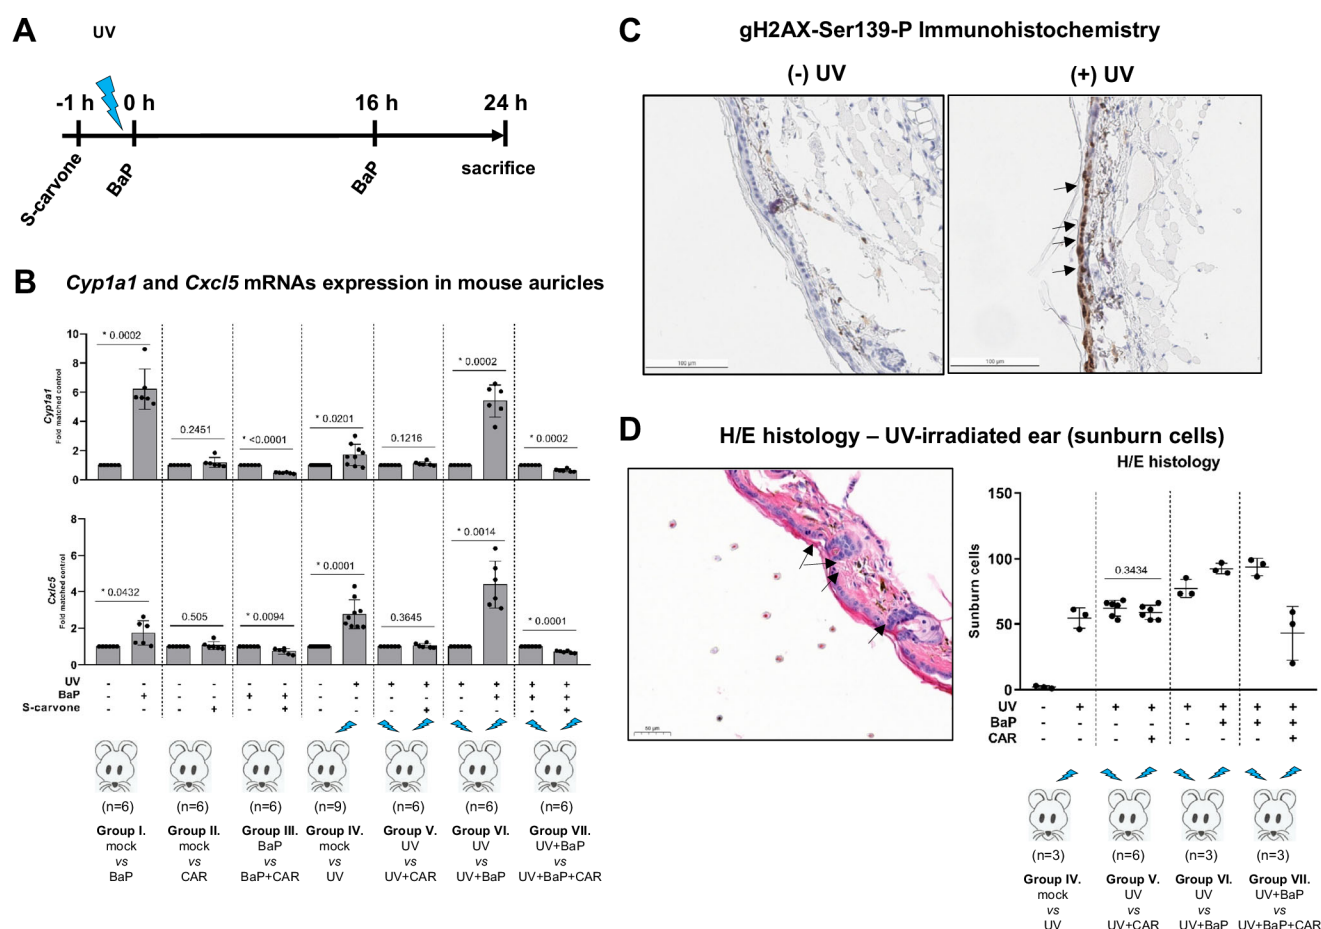 A
UV
-1 h
0 h
16 h
24 h
S-carvone
BaP
BaP
sacrifice
B
Cyp1a1 and Cxcl5 mRNAs expression in mouse auricles
Cyp1a1
Fold matched control
10
8
6
4
2
0
* 0.0002
0.2451
* <0.0001
* 0.0201
0.1216
* 0.0002
* 0.0002
Cxlc5
Fold matched control
8
6
4
2
0
* 0.0432
0.505
* 0.0094
* 0.0001
0.3645
* 0.0014
* 0.0001
UV - - - - - - - + + + + + + +
BaP - + - - + + - - - - - + + +
S-carvone - - - + - + - - - + - - - +
(n=6) (n=6) (n=6) (n=9) (n=6) (n=6) (n=6)
Group I. Group II. Group III. Group IV. Group V. Group VI. Group VII.
mock mock BaP mock UV UV UV+BaP
vs vs vs vs vs vs vs
BaP CAR BaP+CAR UV UV+CAR UV+BaP UV+BaP+CAR
C
gH2AX-Ser139-P Immunohistochemistry
(-) UV
(+) UV
100 µm
100 µm
D
H/E histology – UV-irradiated ear (sunburn cells)
50 µm
H/E histology
Sunburn cells
150
100
50
0
0.3434
UV - + + + + + + +
BaP - - - - - + + +
CAR - - - + - - - +
(n=3) (n=6) (n=3) (n=3)
Group IV. Group V. Group VI. Group VII.
mock UV UV UV+BaP
vs vs vs vs
UV UV+CAR UV+BaP UV+BaP+CAR